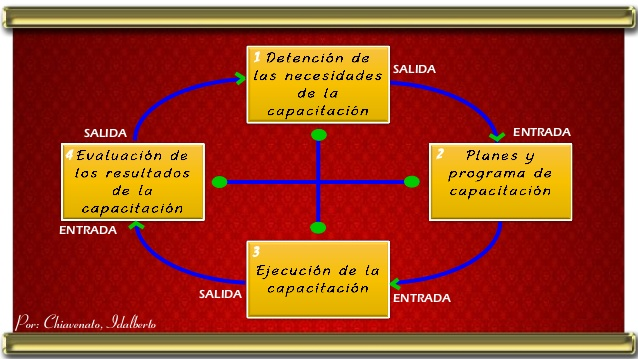 1 Detención de
las necesidades
de la
capacitación
SALIDA
ENTRADA
2 Planes y
programa de
capacitación
ENTRADA
3
Ejecución de la
capacitación
SALIDA
ENTRADA
4 Evaluación de
los resultados
de la
capacitación
SALIDA
Por: Chiavenato, Idalberto